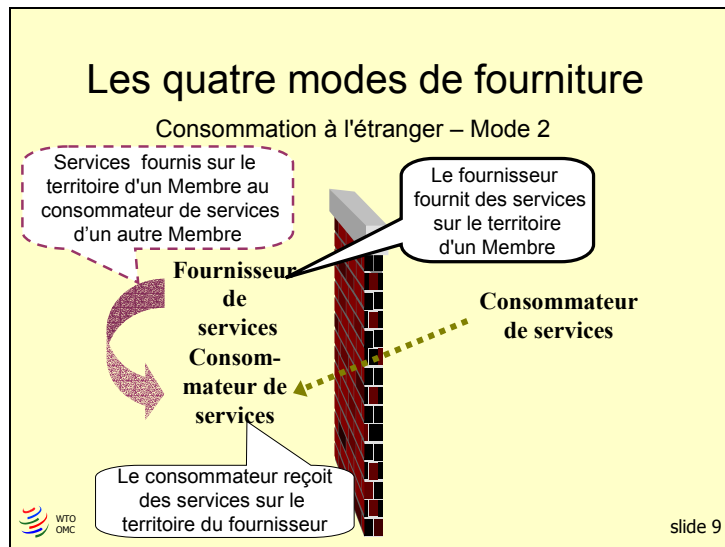 Les quatre modes de fourniture
Consommation à l'étranger – Mode 2
Services fournis sur le
territoire d'un Membre au
consommateur de services
d'un autre Membre
Le fournisseur
fournit des services
sur le territoire
d'un Membre
Fournisseur
de
services
Consom-
mateur de
services
Consommateur
de services
Le consommateur reçoit
des services sur le
territoire du fournisseur
WTO
OMC
slide 9